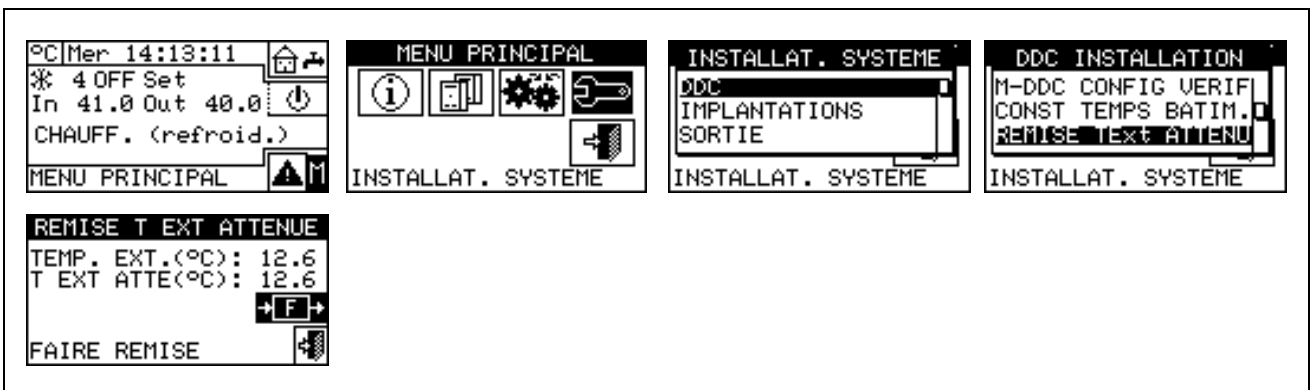 °C Mer 14:13:11
4 OFF Set
In 41.0 Out 40.0
CHAUFF. (refroid.)
MENU PRINCIPAL M
MENU PRINCIPAL
INSTALLAT. SYSTEME
INSTALLAT. SYSTEME
DDC
IMPLANTATIONS
SORTIE
INSTALLAT. SYSTEME
DDC INSTALLATION
M-DDC CONFIG VERIF
CONST TEMPS BATIM.
REMISE TExt ATTENU
INSTALLAT. SYSTEME
REMISE T EXT ATTENUE
TEMP. EXT.(°C): 12.6
T EXT ATTE(°C): 12.6
F
FAIRE REMISE